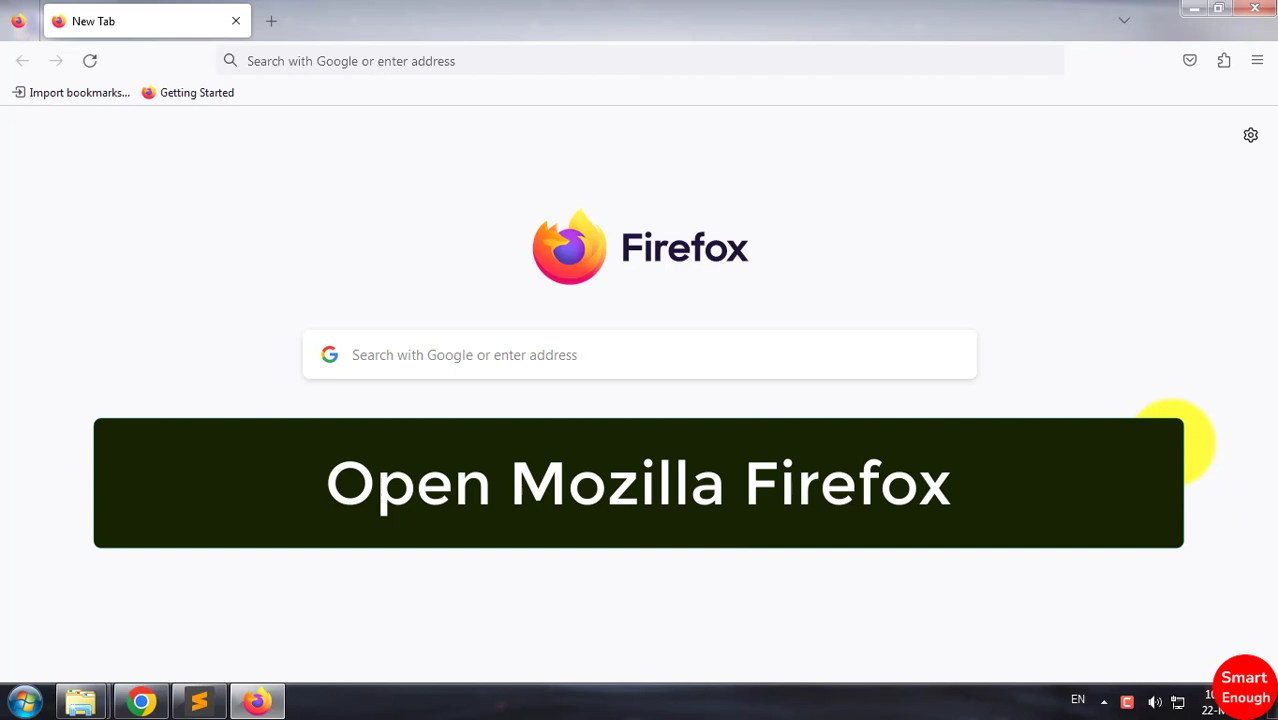 New Tab
Search with Google or enter address
Import bookmarks...
Getting Started
Firefox
Search with Google or enter address
Open Mozilla Firefox
EN
Smart
Enough